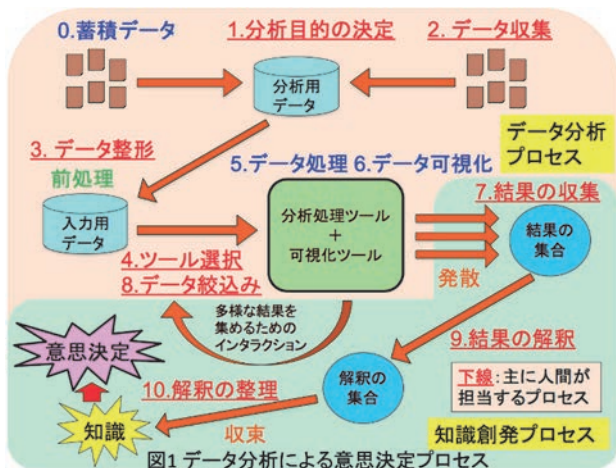 0.蓄積データ
1.分析目的の決定
2. データ収集
分析用
データ
データ分析
プロセス
3. データ整形
前処理
5.データ処理 6.データ可視化
7.結果の収集
入力用
データ
分析処理ツール
+
可視化ツール
結果の
集合
4.ツール選択
8.データ絞込み
発散
多様な結果を
集めるための
インタラクション
9.結果の解釈
意思決定
10.解釈の整理
解釈の
集合
下線:主に人間が
担当するプロセス
知識
収束
知識創発プロセス
図1 データ分析による意思決定プロセス